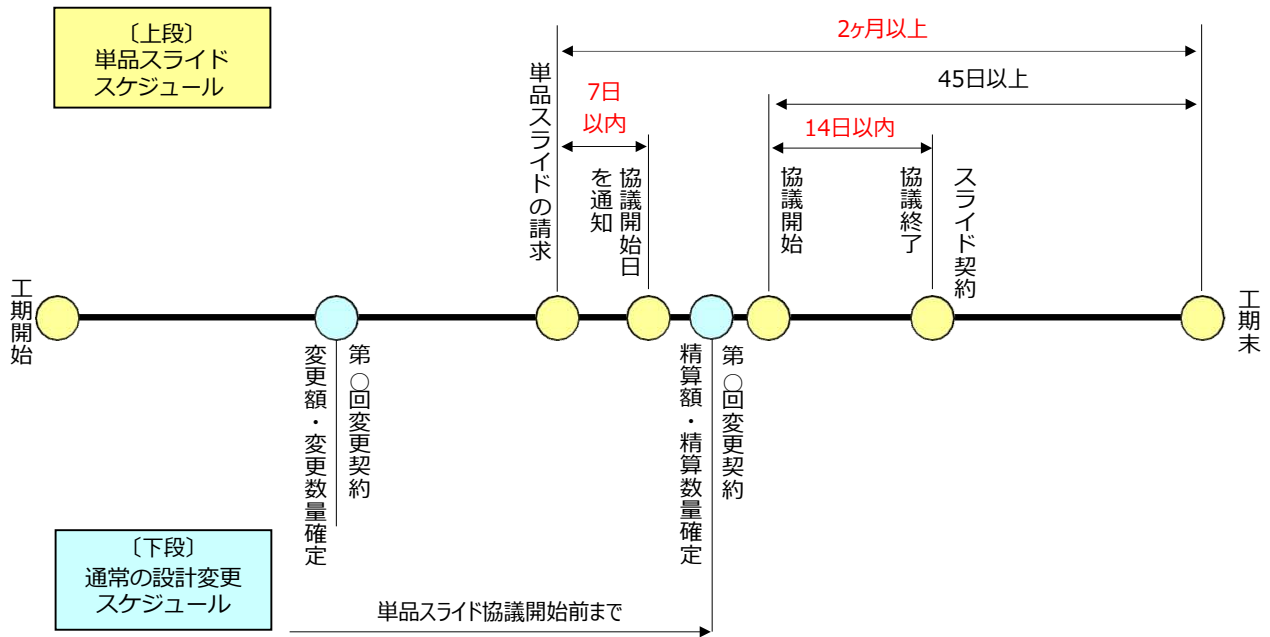 〔上段〕
単品スライド
スケジュール
2ヶ月以上
45日以上
7日
以内
14日以内
単品スライドの請求
協議開始日
を通知
協議開始
協議終了
スライド契約
工期開始
工期末
第○回変更契約
変更額・変更数量確定
第○回変更契約
精算額・精算数量確定
〔下段〕
通常の設計変更
スケジュール
単品スライド協議開始前まで